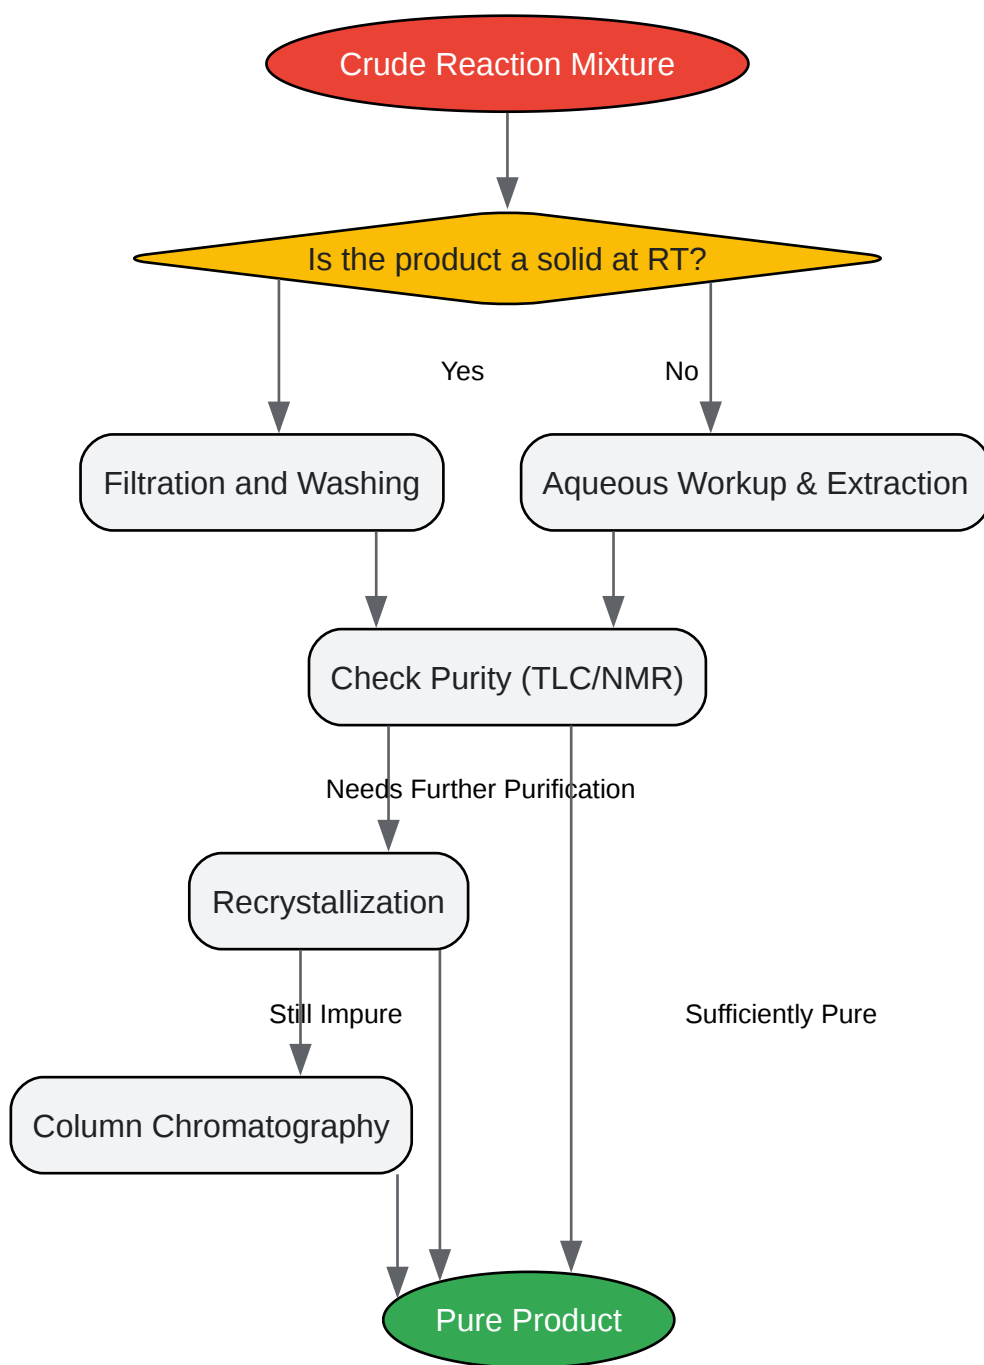 Crude Reaction Mixture
Is the product a solid at RT?
Yes
No
Filtration and Washing
Aqueous Workup & Extraction
Check Purity (TLC/NMR)
Needs Further Purification
Recrystallization
Still Impure
Sufficiently Pure
Column Chromatography
Pure Product